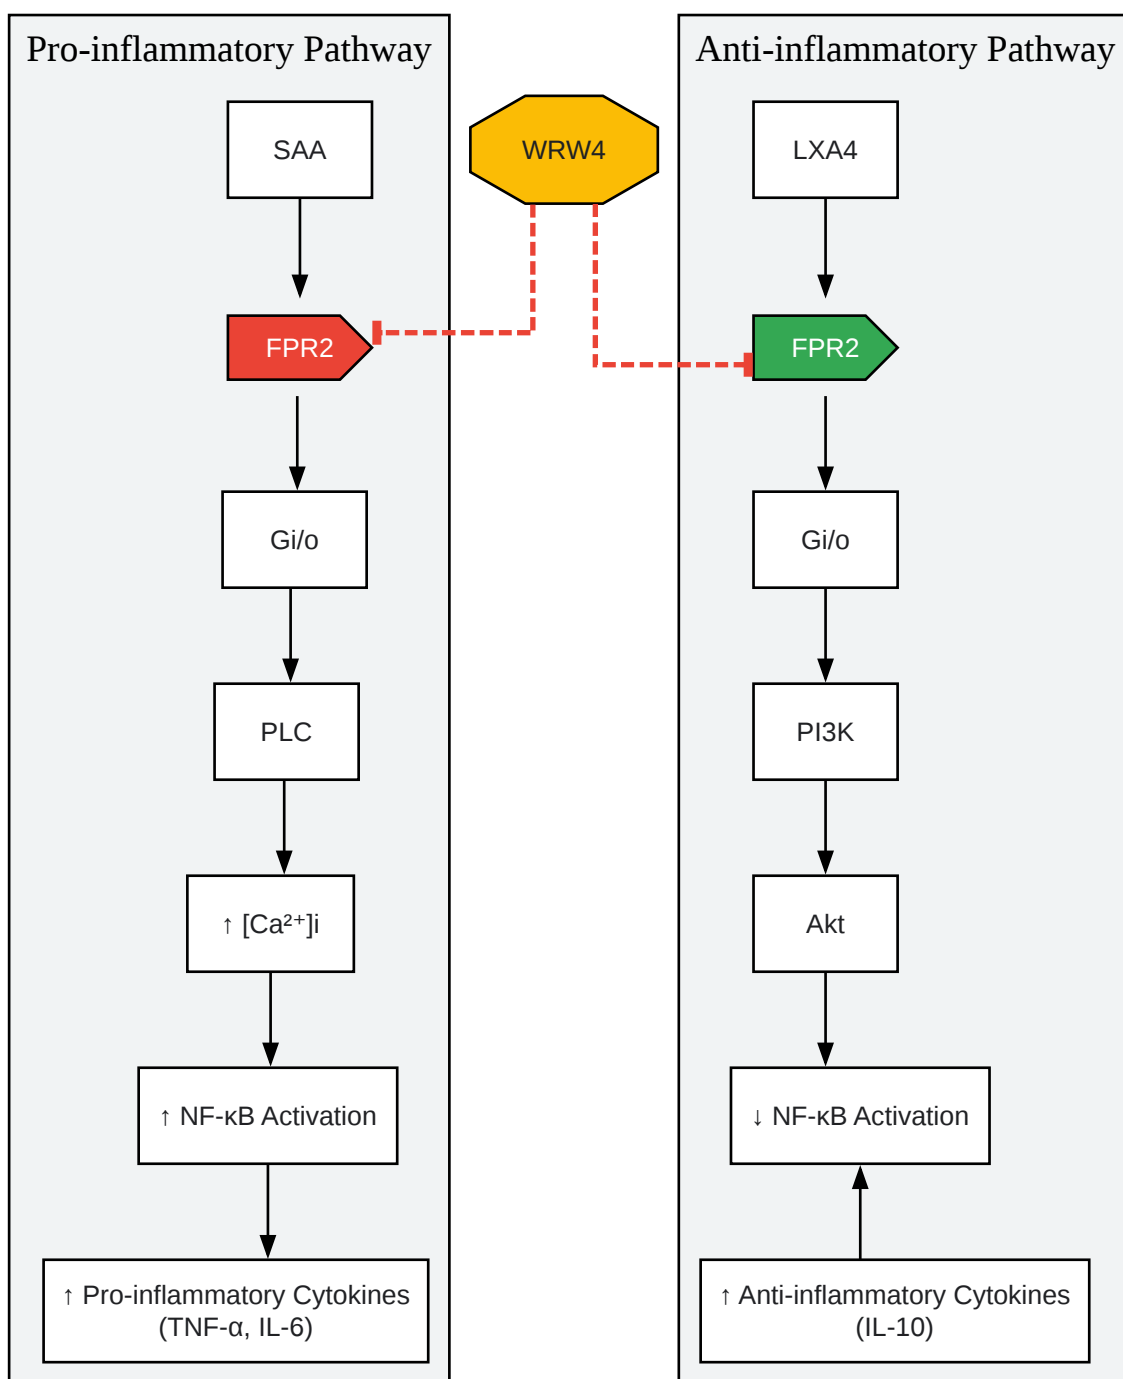 Pro-inflammatory Pathway
SAA
FPR2
Gi/o
PLC
↑ [Ca²⁺]i
↑ NF-κB Activation
↑ Pro-inflammatory Cytokines
(TNF-α, IL-6)
WRW4
Anti-inflammatory Pathway
LXA4
FPR2
Gi/o
PI3K
Akt
↓ NF-κB Activation
↑ Anti-inflammatory Cytokines
(IL-10)